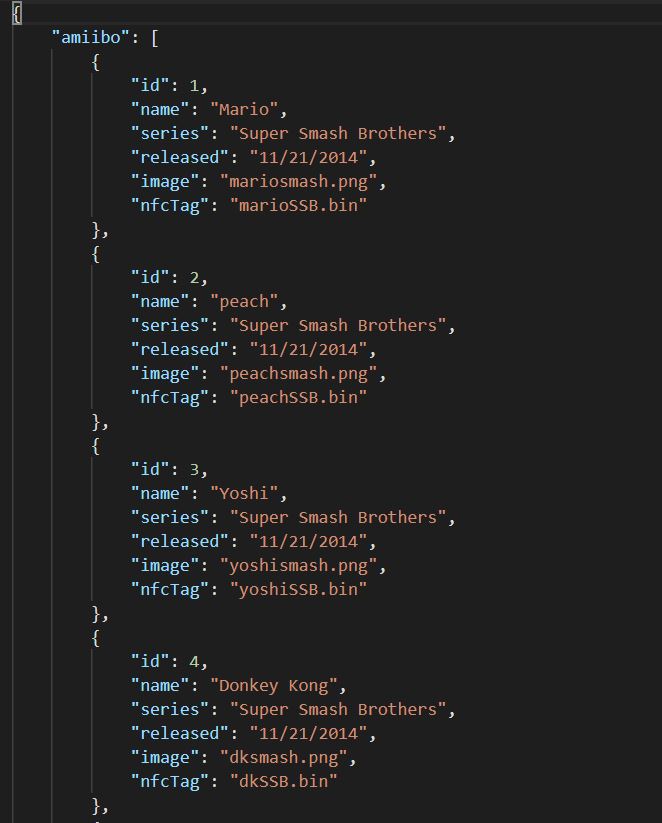 {
    "amiibo": [
        {
            "id": 1,
            "name": "Mario",
            "series": "Super Smash Brothers",
            "released": "11/21/2014",
            "image": "mariosmash.png",
            "nfcTag": "marioSSB.bin"
        },
        {
            "id": 2,
            "name": "peach",
            "series": "Super Smash Brothers",
            "released": "11/21/2014",
            "image": "peachsmash.png",
            "nfcTag": "peachSSB.bin"
        },
        {
            "id": 3,
            "name": "Yoshi",
            "series": "Super Smash Brothers",
            "released": "11/21/2014",
            "image": "yoshismash.png",
            "nfcTag": "yoshiSSB.bin"
        },
        {
            "id": 4,
            "name": "Donkey Kong",
            "series": "Super Smash Brothers",
            "released": "11/21/2014",
            "image": "dksmash.png",
            "nfcTag": "dkSSB.bin"
        },